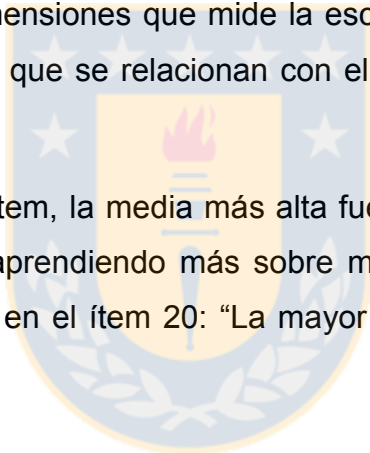 mensiones que mide la esc
que se relacionan con el
tem, la media más alta fue
aprendiendo más sobre m
en el ítem 20: “La mayor